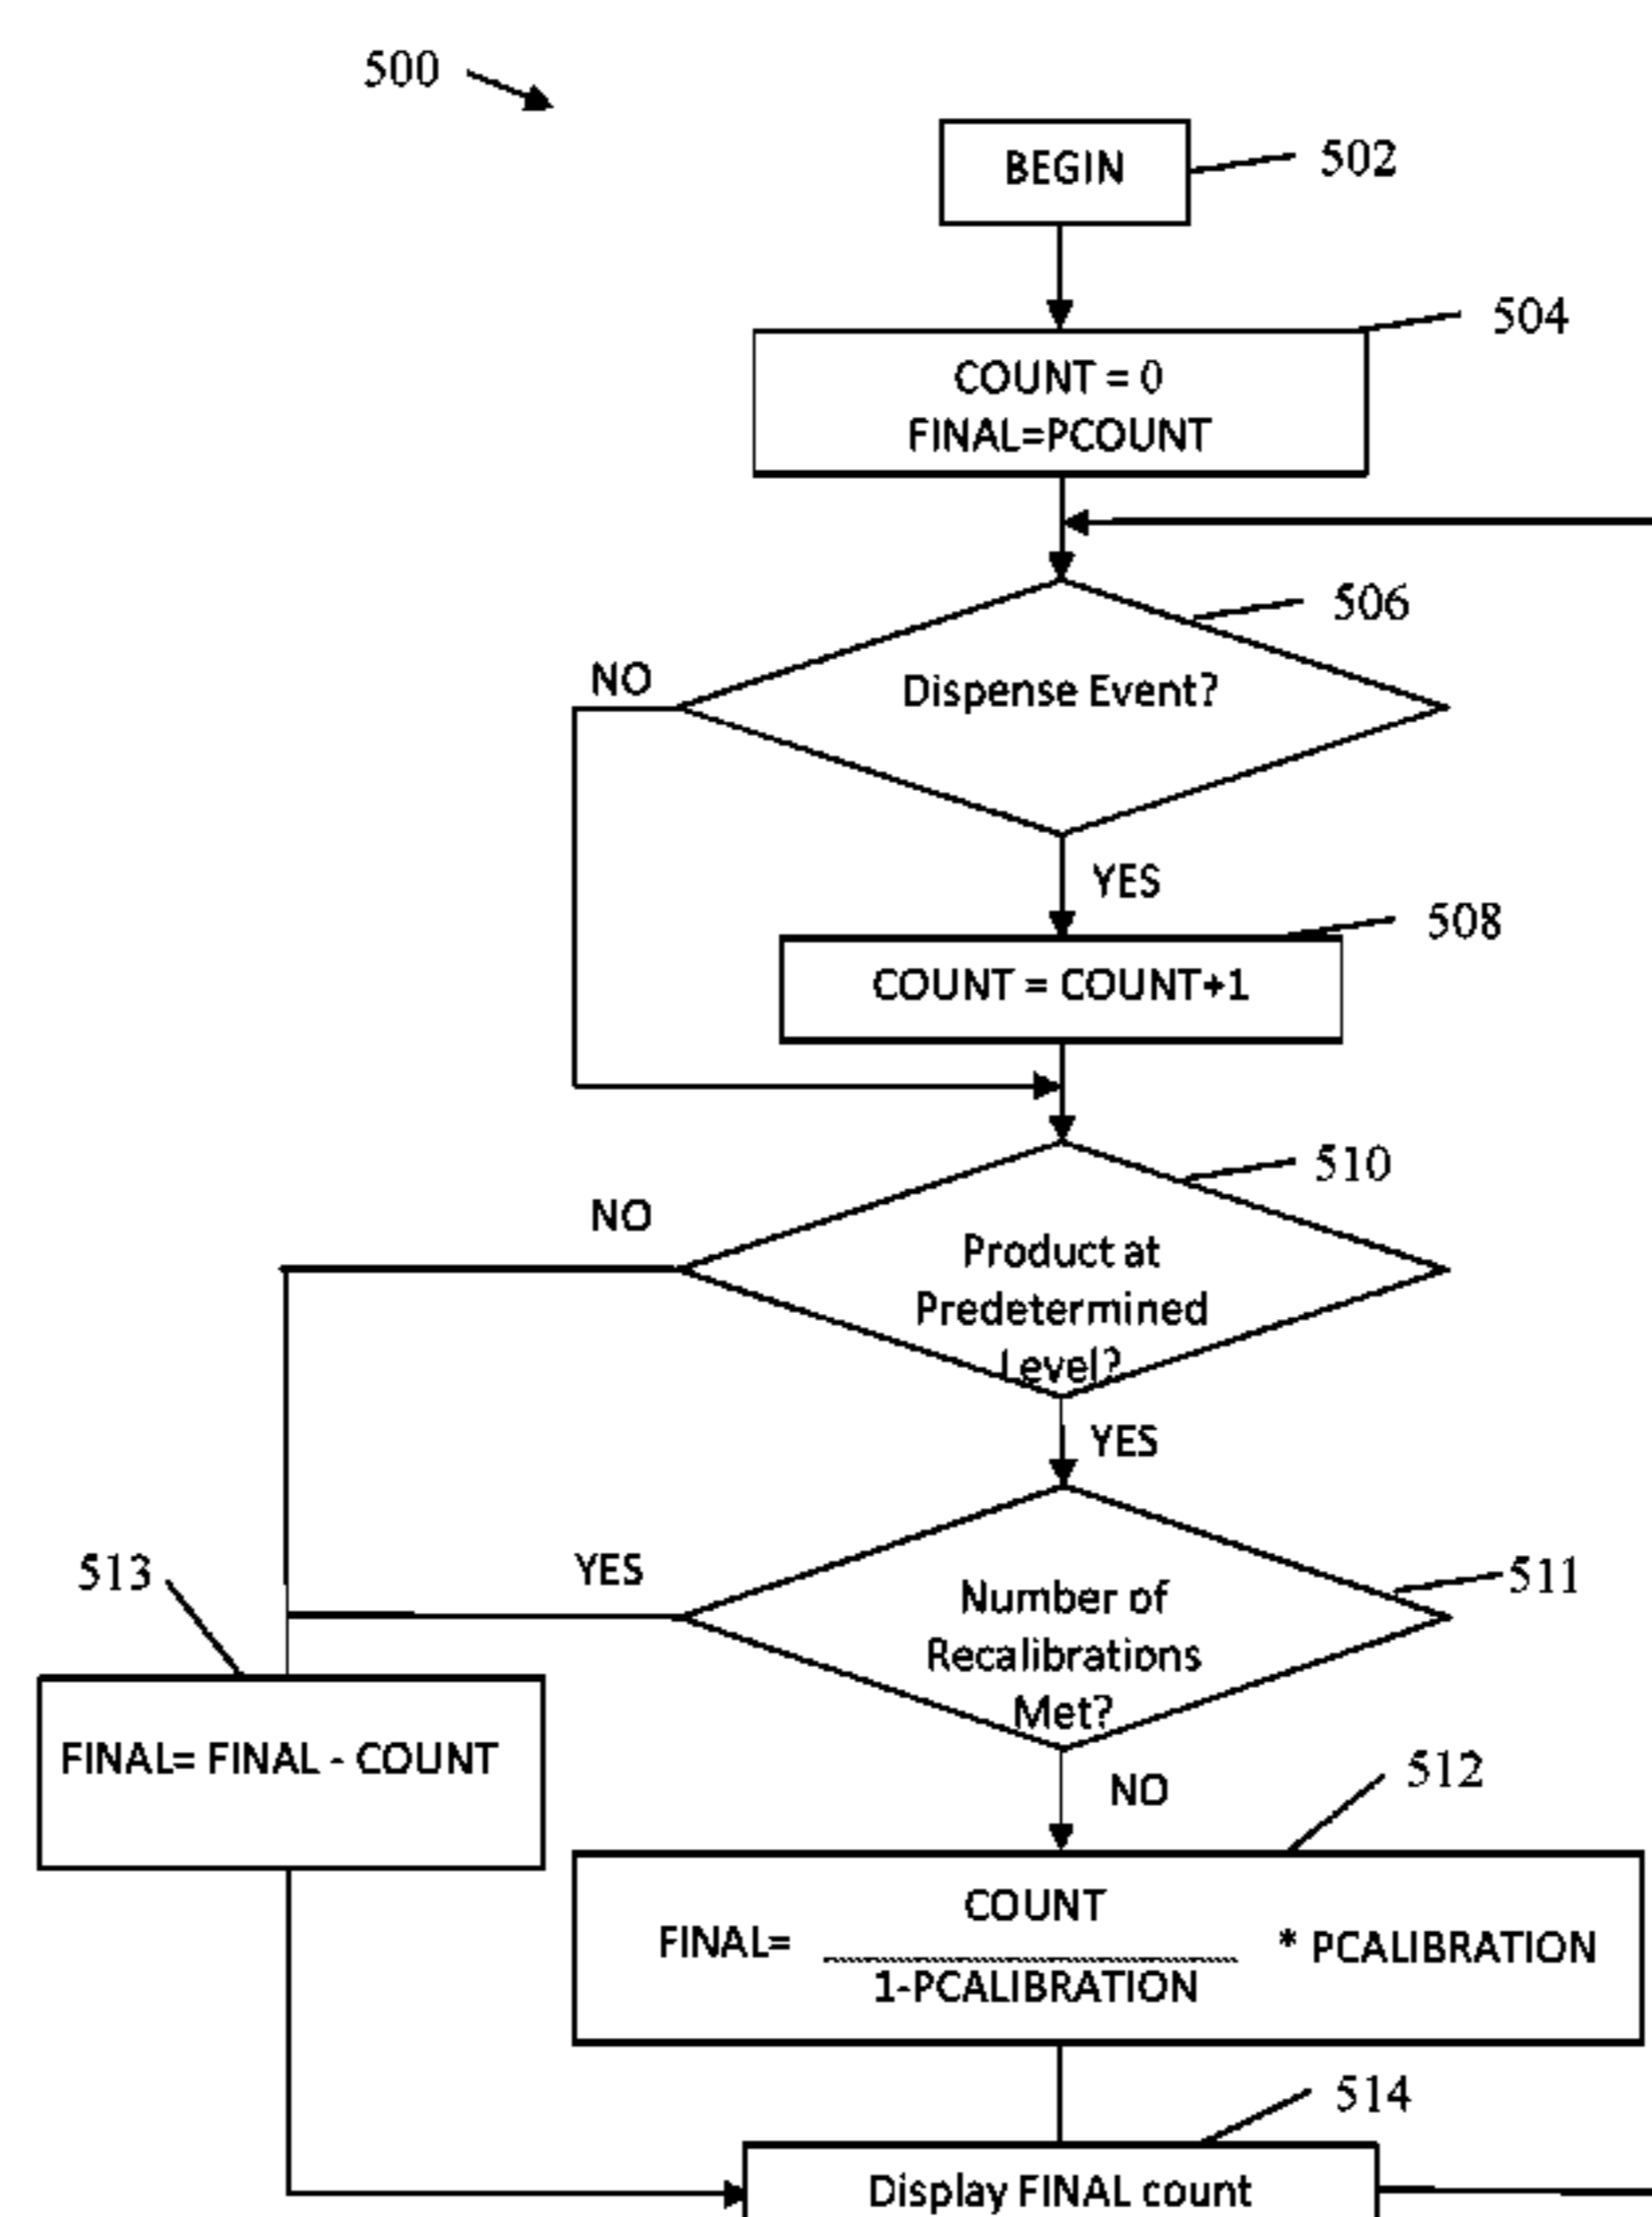 500
BEGIN
502
504
COUNT = 0
FINAL=PCOUNT
506
NO
Dispense Event?
YES
508
COUNT = COUNT+1
510
NO
Product at
Predetermined
Level?
YES
513
YES
511
Number of
Recalibrations
Met?
FINAL= FINAL - COUNT
NO
512
COUNT
FINAL= * PCALIBRATION
1-PCALIBRATION
514
Display FINAL count